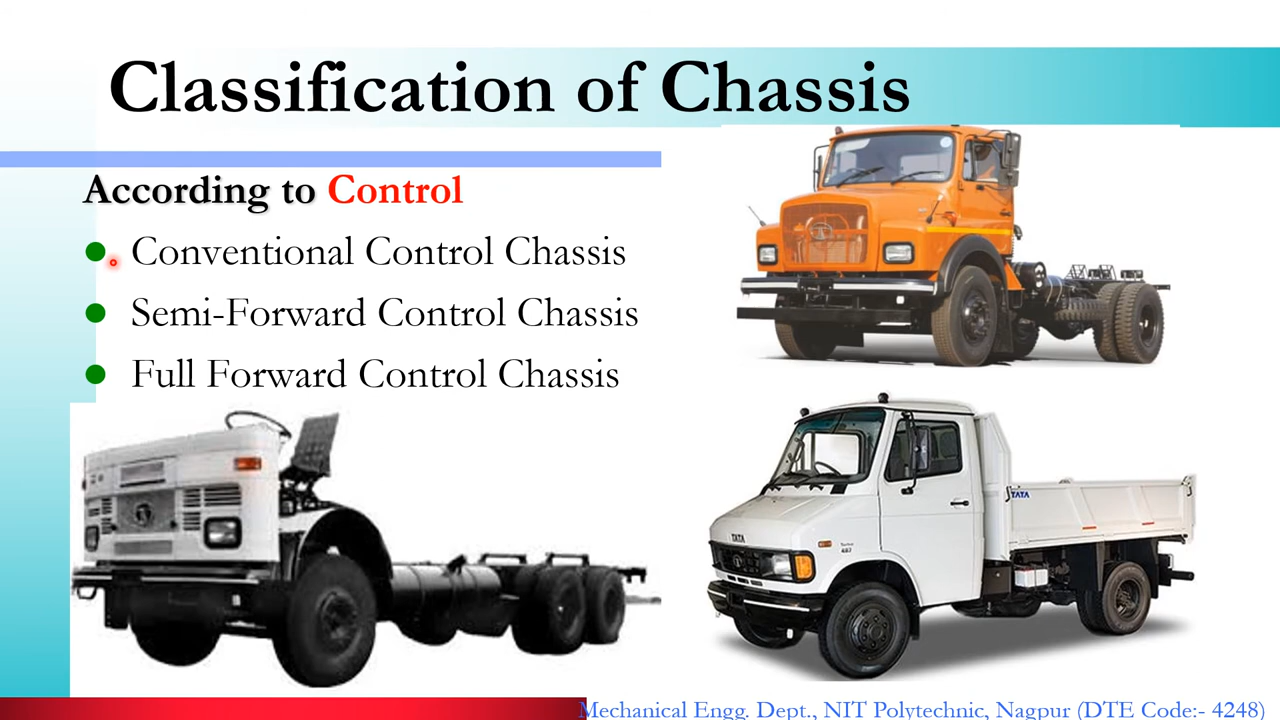 Classification of Chassis
According to Control
Conventional Control Chassis
Semi-Forward Control Chassis
Full Forward Control Chassis
TATA
TATA
Mechanical Engg. Dept., NIT Polytechnic, Nagpur (DTE Code:- 4248)